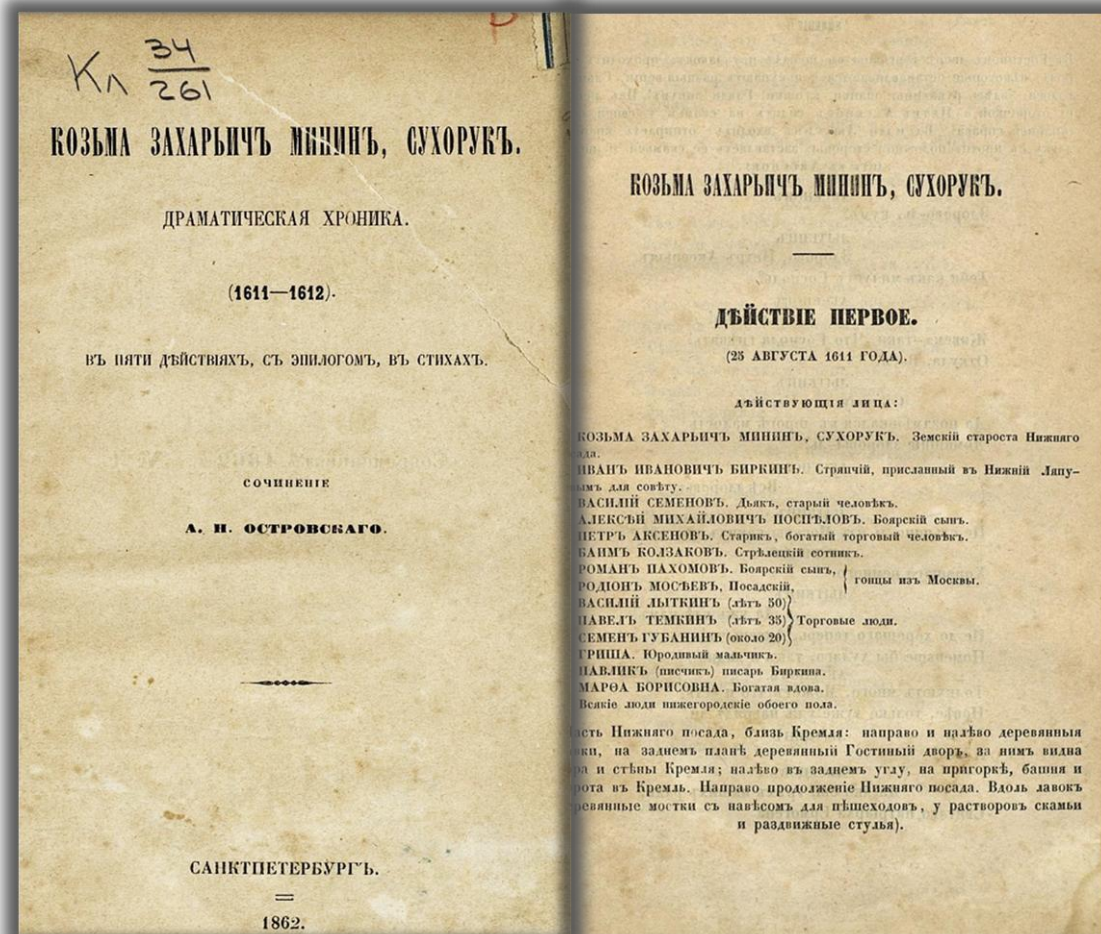 Кл 34
261
КОЗЬМА ЗАХАРЬИЧЪ МИНИНЪ, СУХОРУКЪ.
ДРАМАТИЧЕСКАЯ ХРОНИКА.
(1611—1612).
ВЪ ПЯТИ ДѢЙСТВІЯХЪ, СЪ ЭПИЛОГОМЪ, ВЪ СТИХАХЪ.
СОЧИНЕНІЕ
А. Н. ОСТРОВСКАГО.
САНКТПЕТЕРБУРГЪ.
1862.
КОЗЬМА ЗАХАРЬИЧЪ МИНИНЪ, СУХОРУКЪ.
ДѢЙСТВІЕ ПЕРВОЕ.
(25 АВГУСТА 1611 ГОДА).
ДѢЙСТВУЮЩІЯ ЛИЦА:
КОЗЬМА ЗАХАРЬИЧЪ МИНИНЪ, СУХОРУКЪ. Земскій староста Нижняго
ада.
ИВАНЪ ИВАНОВИЧЪ БИРКИНЪ. Стряпчій, присланный въ Нижній Ляпу-
ымъ для совѣту.
ВАСИЛІЙ СЕМЕНОВЪ. Дьякъ, старый человѣкъ.
АЛЕКСѢЙ МИХАЙЛОВИЧЪ ПОСПѢЛОВЪ. Боярскій сынъ.
ПЕТРЪ АКСЕНОВЪ. Старикъ, богатый торговый человѣкъ.
БАИМЪ КОЛЗАКОВЪ. Стрѣлецкій сотникъ.
РОМАНЪ ПАХОМОВЪ. Боярскій сынъ,
РОДІОНЪ МОСѢЕВЪ, Посадскій,
гонцы изъ Москвы.
ВАСИЛІЙ ЛЫТКИНЪ (лѣтъ 50)
ПАВЕЛЪ ТЕМКИНЪ (лѣтъ 35) Торговые люди.
СЕМЕНЪ ГУБАНИНЪ (около 20)
ГРИША. Юродивый мальчикъ.
ПАВЛИКЪ (писчикъ) писарь Биркина.
МАРѲА БОРИСОВНА. Богатая вдова.
Всякіе люди нижегородскіе обоего пола.
асть Нижняго посада, близь Кремля: направо и налѣво деревянныя
вки, на заднемъ планѣ деревянный Гостиный дворъ, за нимъ видна
ра и стѣны Кремля; налѣво въ заднемъ углу, на пригоркѣ, башня и
рота въ Кремль. Направо продолженіе Нижняго посада. Вдоль лавокъ
ревянные мостки съ навѣсомъ для пѣшеходовъ, у растворовъ скамьи
и раздвижные стулья).